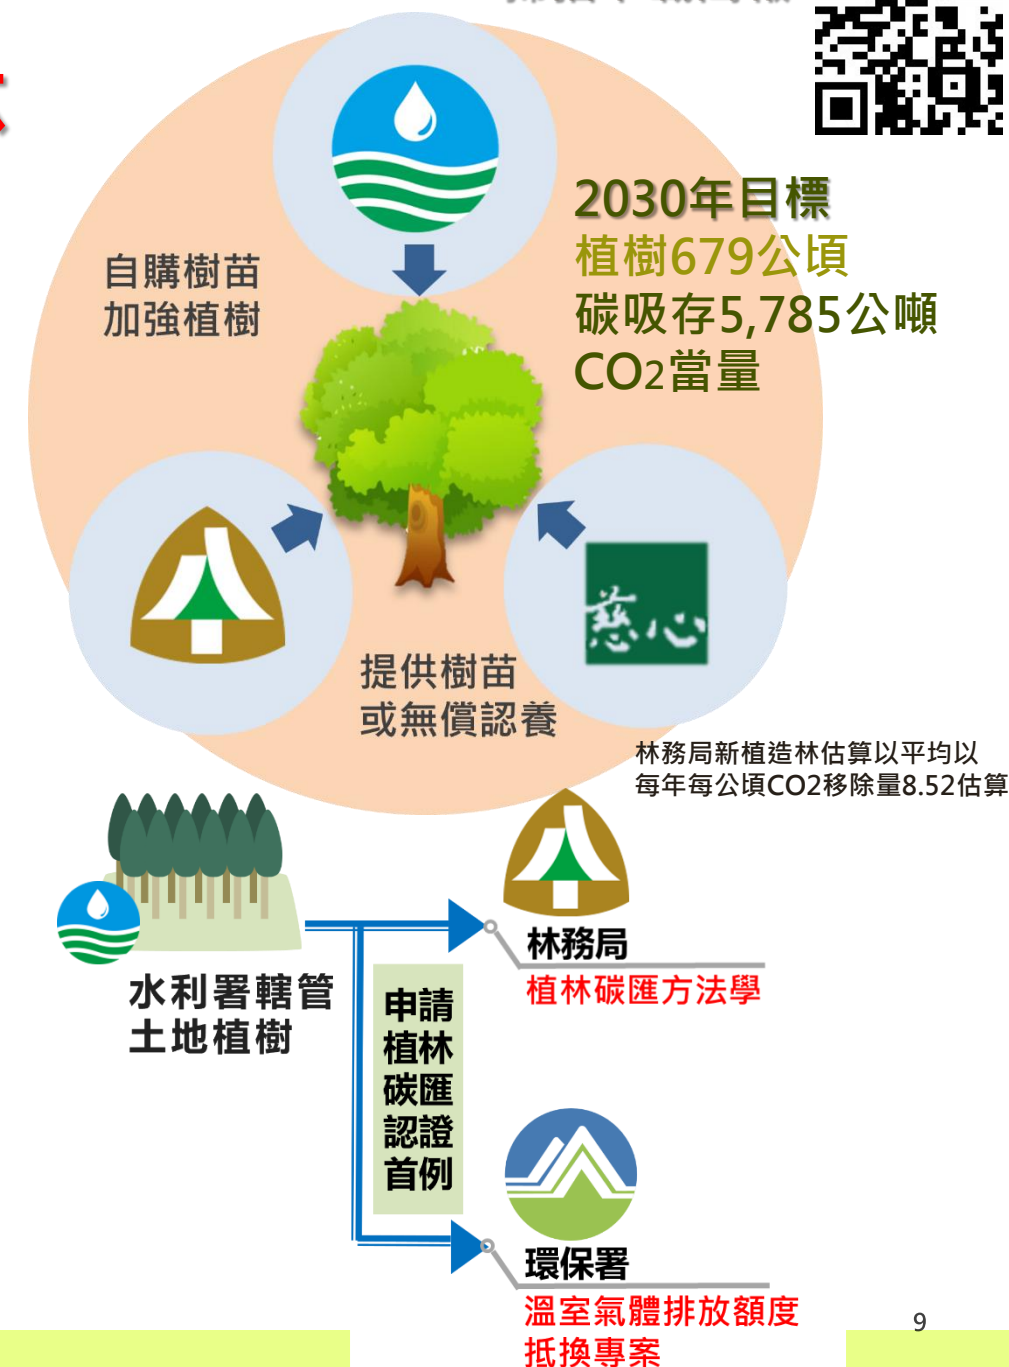 2030年目標
植樹679公頃
碳吸存5,785公噸
CO2當量
自購樹苗
加強植樹
慈心
提供樹苗
或無償認養
林務局新植造林估算以平均以
每年每公頃CO2移除量8.52估算
水利署轄管
土地植樹
申請
植林
碳匯
認證
首例
林務局
植林碳匯方法學
環保署
溫室氣體排放額度
抵換專案
9